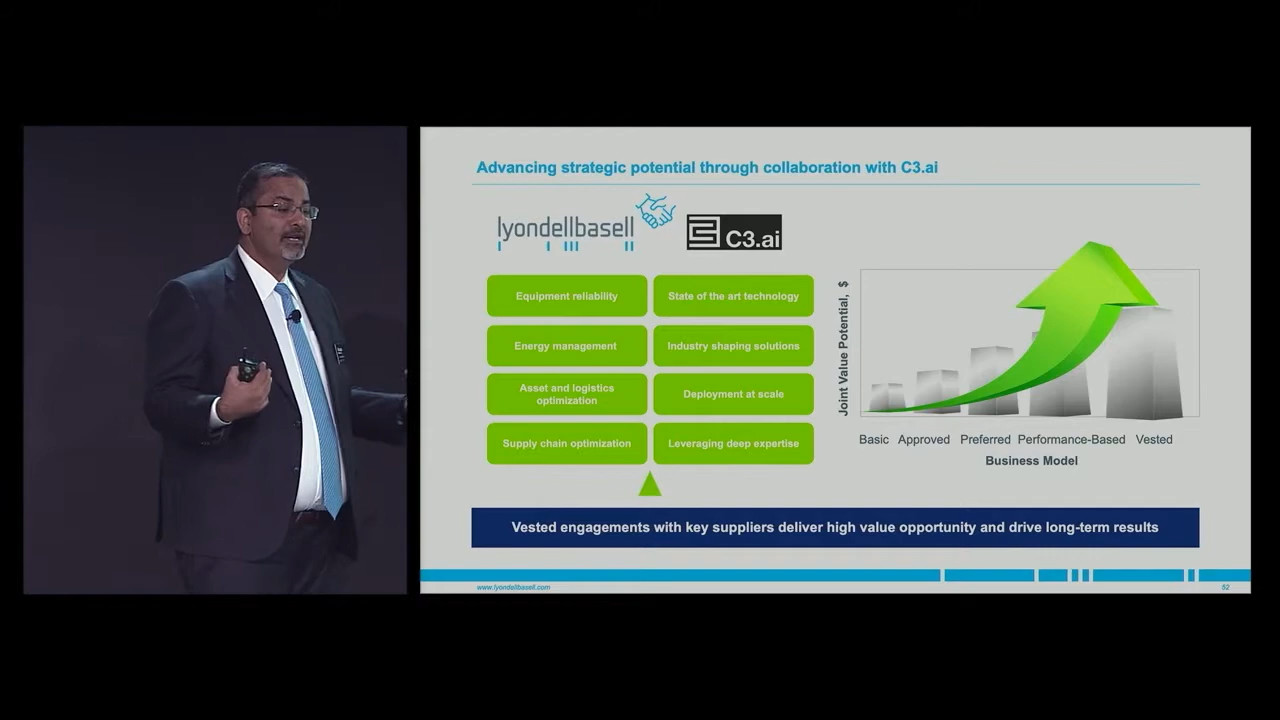 Advancing strategic potential through collaboration with C3.ai
lyondellbasell
C3.ai
Equipment reliability
State of the art technology
Energy management
Industry shaping solutions
Asset and logistics
optimization
Deployment at scale
Supply chain optimization
Leveraging deep expertise
Joint Value Potential, $
Basic Approved Preferred Performance-Based Vested
Business Model
Vested engagements with key suppliers deliver high value opportunity and drive long-term results
www.lyondellbasell.com
52